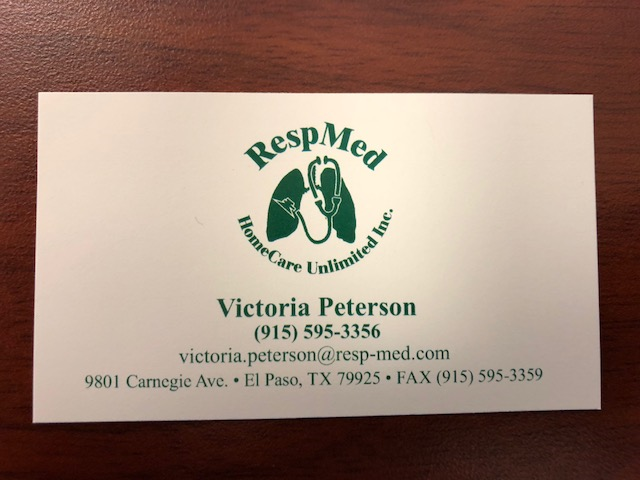 RespMed
HomeCare Unlimited Inc.
Victoria Peterson
(915) 595-3356
victoria.peterson@resp-med.com
9801 Carnegie Ave. • El Paso, TX 79925 • FAX (915) 595-3359